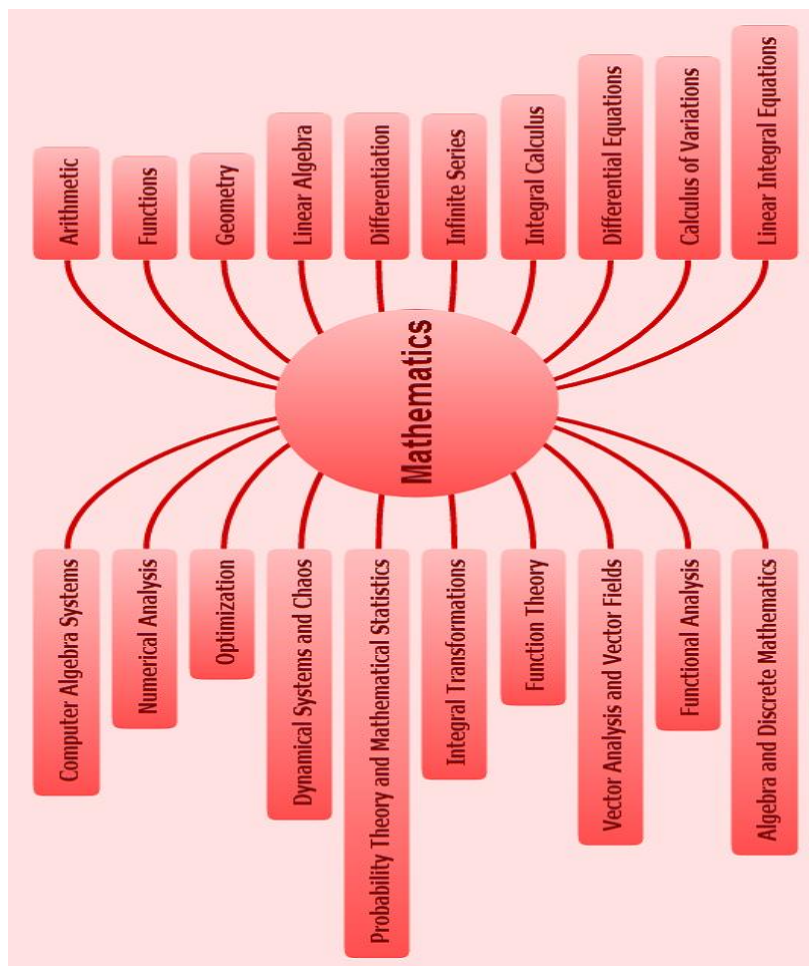 Arithmetic
Functions
Geometry
Linear Algebra
Differentiation
Infinite Series
Integral Calculus
Differential Equations
Calculus of Variations
Linear Integral Equations
Mathematics
Computer Algebra Systems
Numerical Analysis
Optimization
Dynamical Systems and Chaos
Probability Theory and Mathematical Statistics
Integral Transformations
Function Theory
Vector Analysis and Vector Fields
Functional Analysis
Algebra and Discrete Mathematics